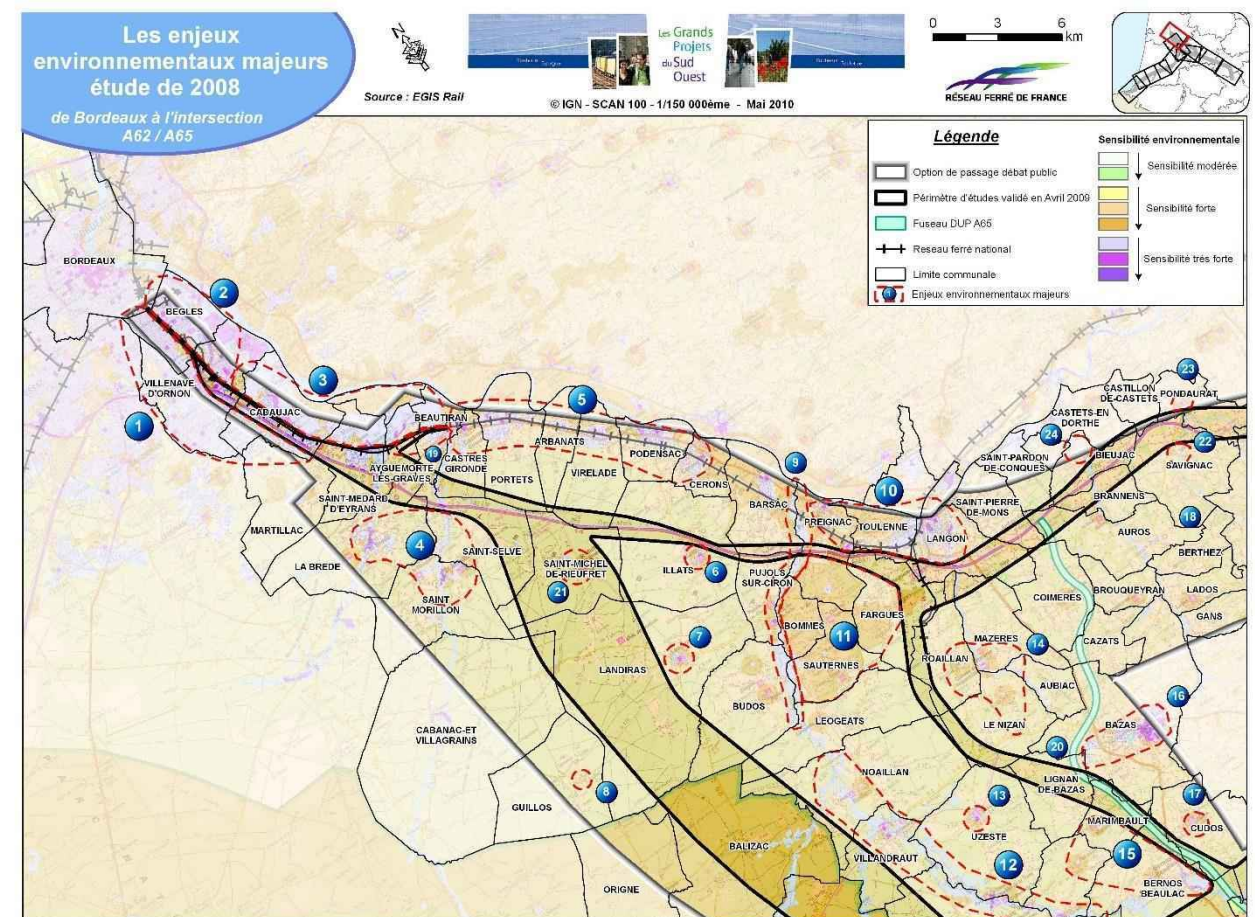 Les enjeux
environnementaux majeurs
étude de 2008
de Bordeaux à l'intersection
A62 / A65
N
Source : EGIS Rail
Les Grands
Projets
du Sud
Ouest
© IGN - SCAN 100 - 1/150 000ème - Mai 2010
0 3 6
km
RÉSEAU FERRÉ DE FRANCE
Légende
Option de passage débat public
Périmètre d'études validé en Avril 2009
Fuseau DUP A65
Reseau ferré national
Limite communale
1
Enjeux environnementaux majeurs
Sensibilité environnementale
Sensibilité modérée
Sensibilité forte
Sensibilité trés forte
BORDEAUX
BEGLES
2
VILLENAVE
D'ORNON
1
CADAUJAC
3
BEAUTIRAN
19
AYGUEMORTE
LES-GRAVES
CASTRES
GIRONDE
SAINT-MEDARD
D'EYRANS
PORTETS
ARBANATS
VIRELADE
5
PODENSAC
CERONS
BARSAC
9
PREIGNAC
TOULENNE
10
LANGON
SAINT-PIERRE
DE-MONS
SAINT-PARDON
DE-CONQUES
24
CASTETS-EN
DORTHE
CASTILLON
DE-CASTETS
23
PONDAURAT
BIEUJAC
22
SAVIGNAC
BRANNENS
AUROS
18
BERTHEZ
MARTILLAC
LA BREDE
4
SAINT-SELVE
SAINT
MORILLON
SAINT-MICHEL
DE-RIEUFRET
21
ILLATS
6
PUJOLS
SUR-CIRON
BOMMES
FARGUES
11
SAUTERNES
7
LANDIRAS
BUDOS
LEOGEATS
ROAILLAN
MAZERES
14
COIMERES
BROUQUEYRAN
LADOS
GANS
CAZATS
AUBIAC
LE NIZAN
16
BAZAS
20
LIGNAN
DE-BAZAS
CABANAC-ET
VILLAGRAINS
GUILLOS
8
NOAILLAN
13
UZESTE
MARIMBAULT
17
CUDOS
BALIZAC
VILLANDRAUT
12
15
BERNOS
BEAULAC
ORIGNE